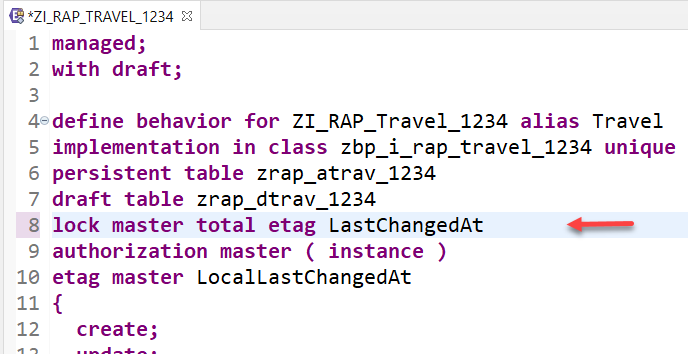 *ZI_RAP_TRAVEL_1234
1 managed;
2 with draft;
3
4 define behavior for ZI_RAP_Travel_1234 alias Travel
5 implementation in class zbp_i_rap_travel_1234 unique
6 persistent table zrap_atrav_1234
7 draft table zrap_dtrav_1234
8 lock master total etag LastChangedAt
9 authorization master ( instance )
10 etag master LocalLastChangedAt
11 {
12 create;
13 update;